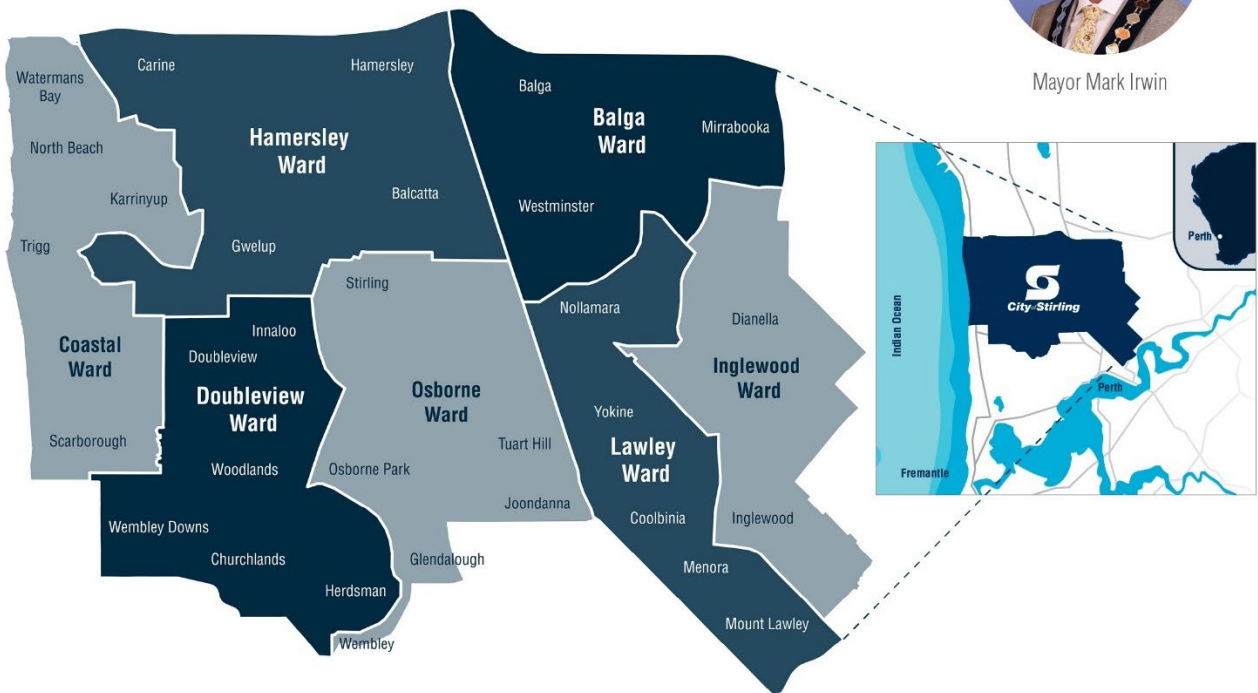 Mayor Mark Irwin
Watermans
Bay
North Beach
Karrinyup
Trigg
Coastal
Ward
Scarborough
Carine
Hamersley
Hamersley
Ward
Balcatta
Gwelup
Balga
Balga
Ward
Mirrabooka
Westminster
Innaloo
Doubleview
Doubleview
Ward
Woodlands
Wembley Downs
Churchlands
Herdsman
Stirling
Osborne
Ward
Tuart Hill
Osborne Park
Joondanna
Glendalough
Wembley
Nollamara
Yokine
Lawley
Ward
Coolbinia
Menora
Mount Lawley
Dianella
Inglewood
Ward
Inglewood
Perth
City of Stirling
Indian Ocean
Perth
Fremantle